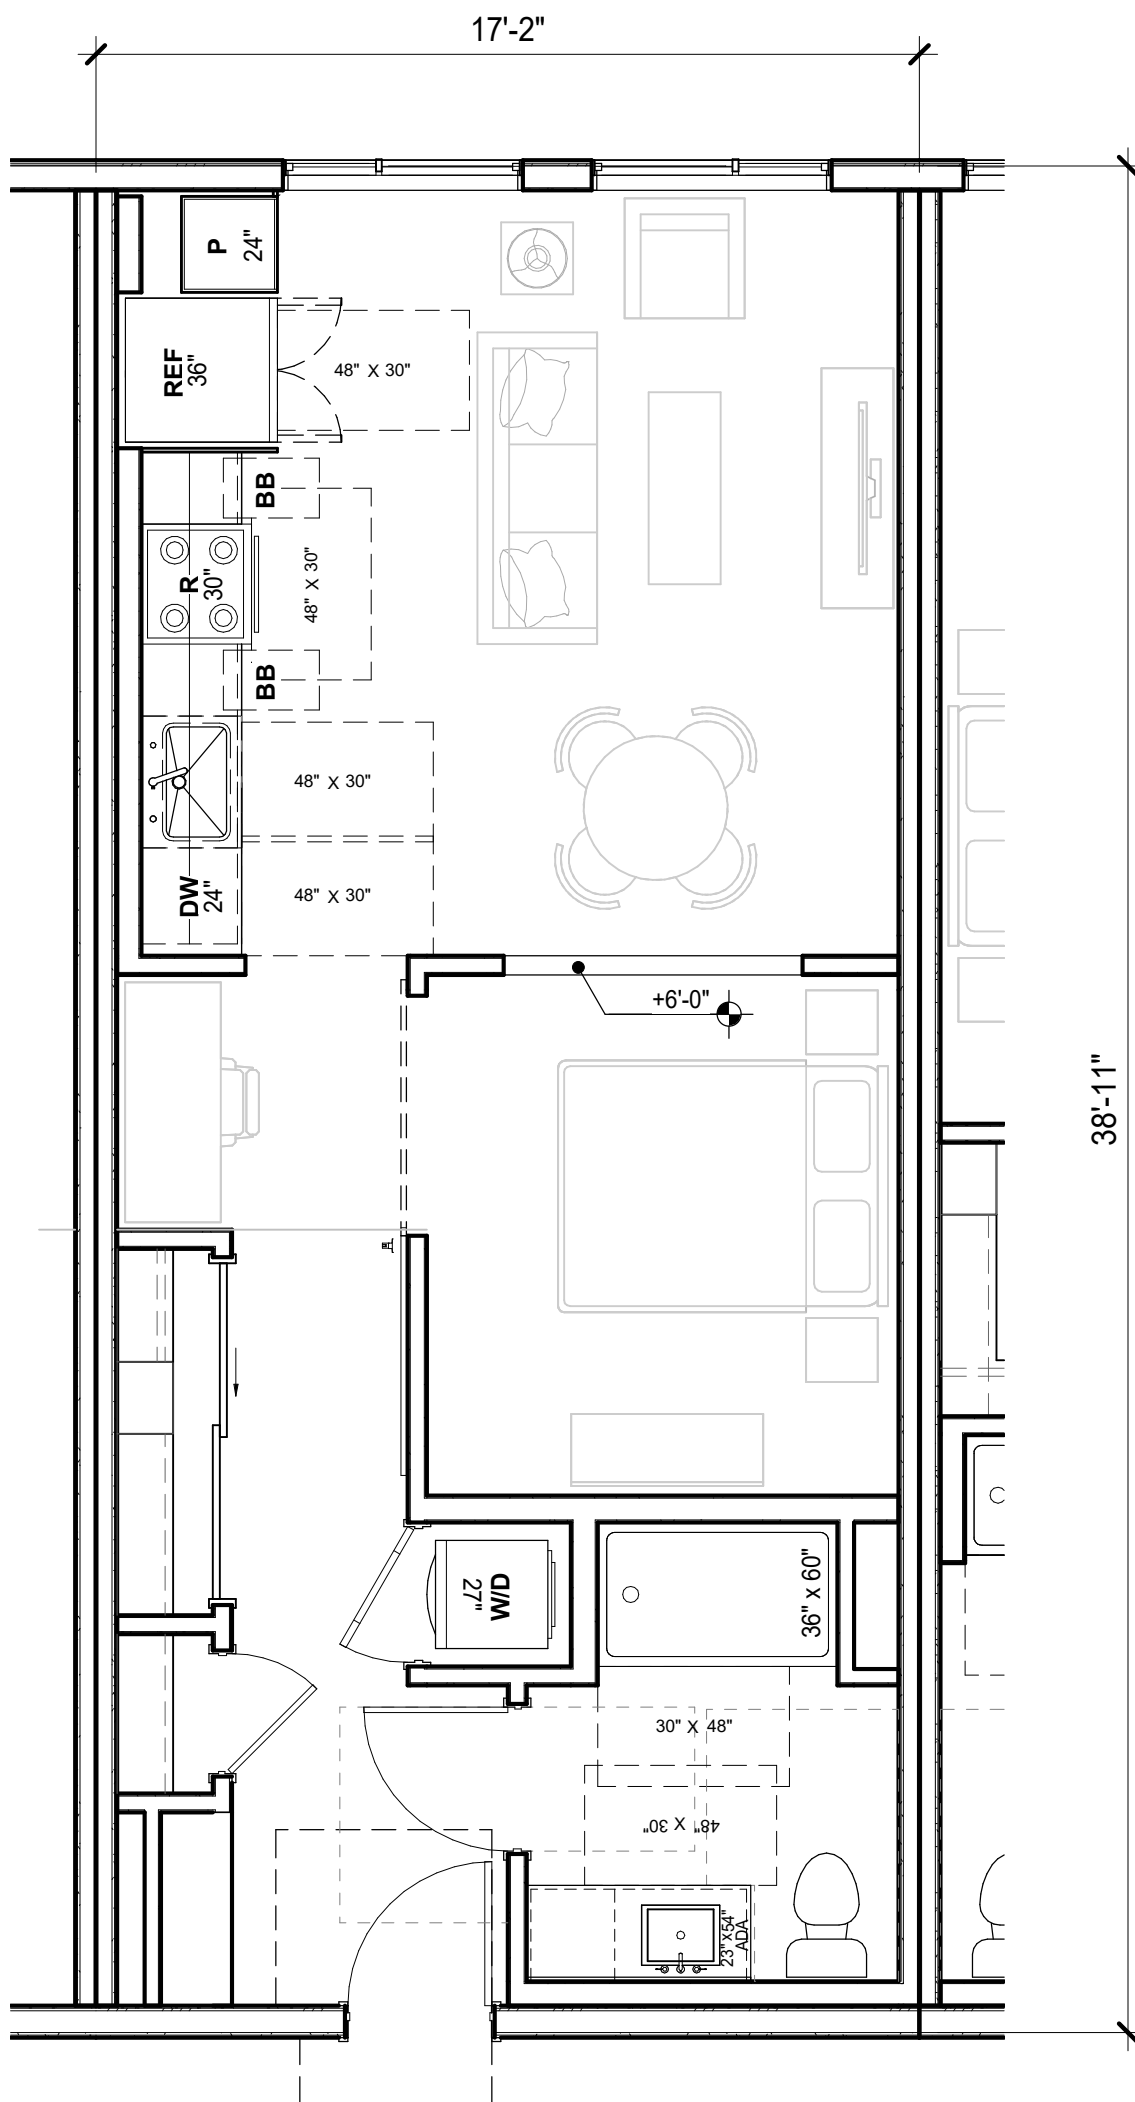 17'-2"
P
24"
REF
36"
48" X 30"
BB
R
30"
48" X 30"
BB
48" X 30"
DW
24"
48" X 30"
+6'-0"
38'-11"
W/D
27"
36" x 60"
30" X 48"
48" X 30"
23"x54"
ADA